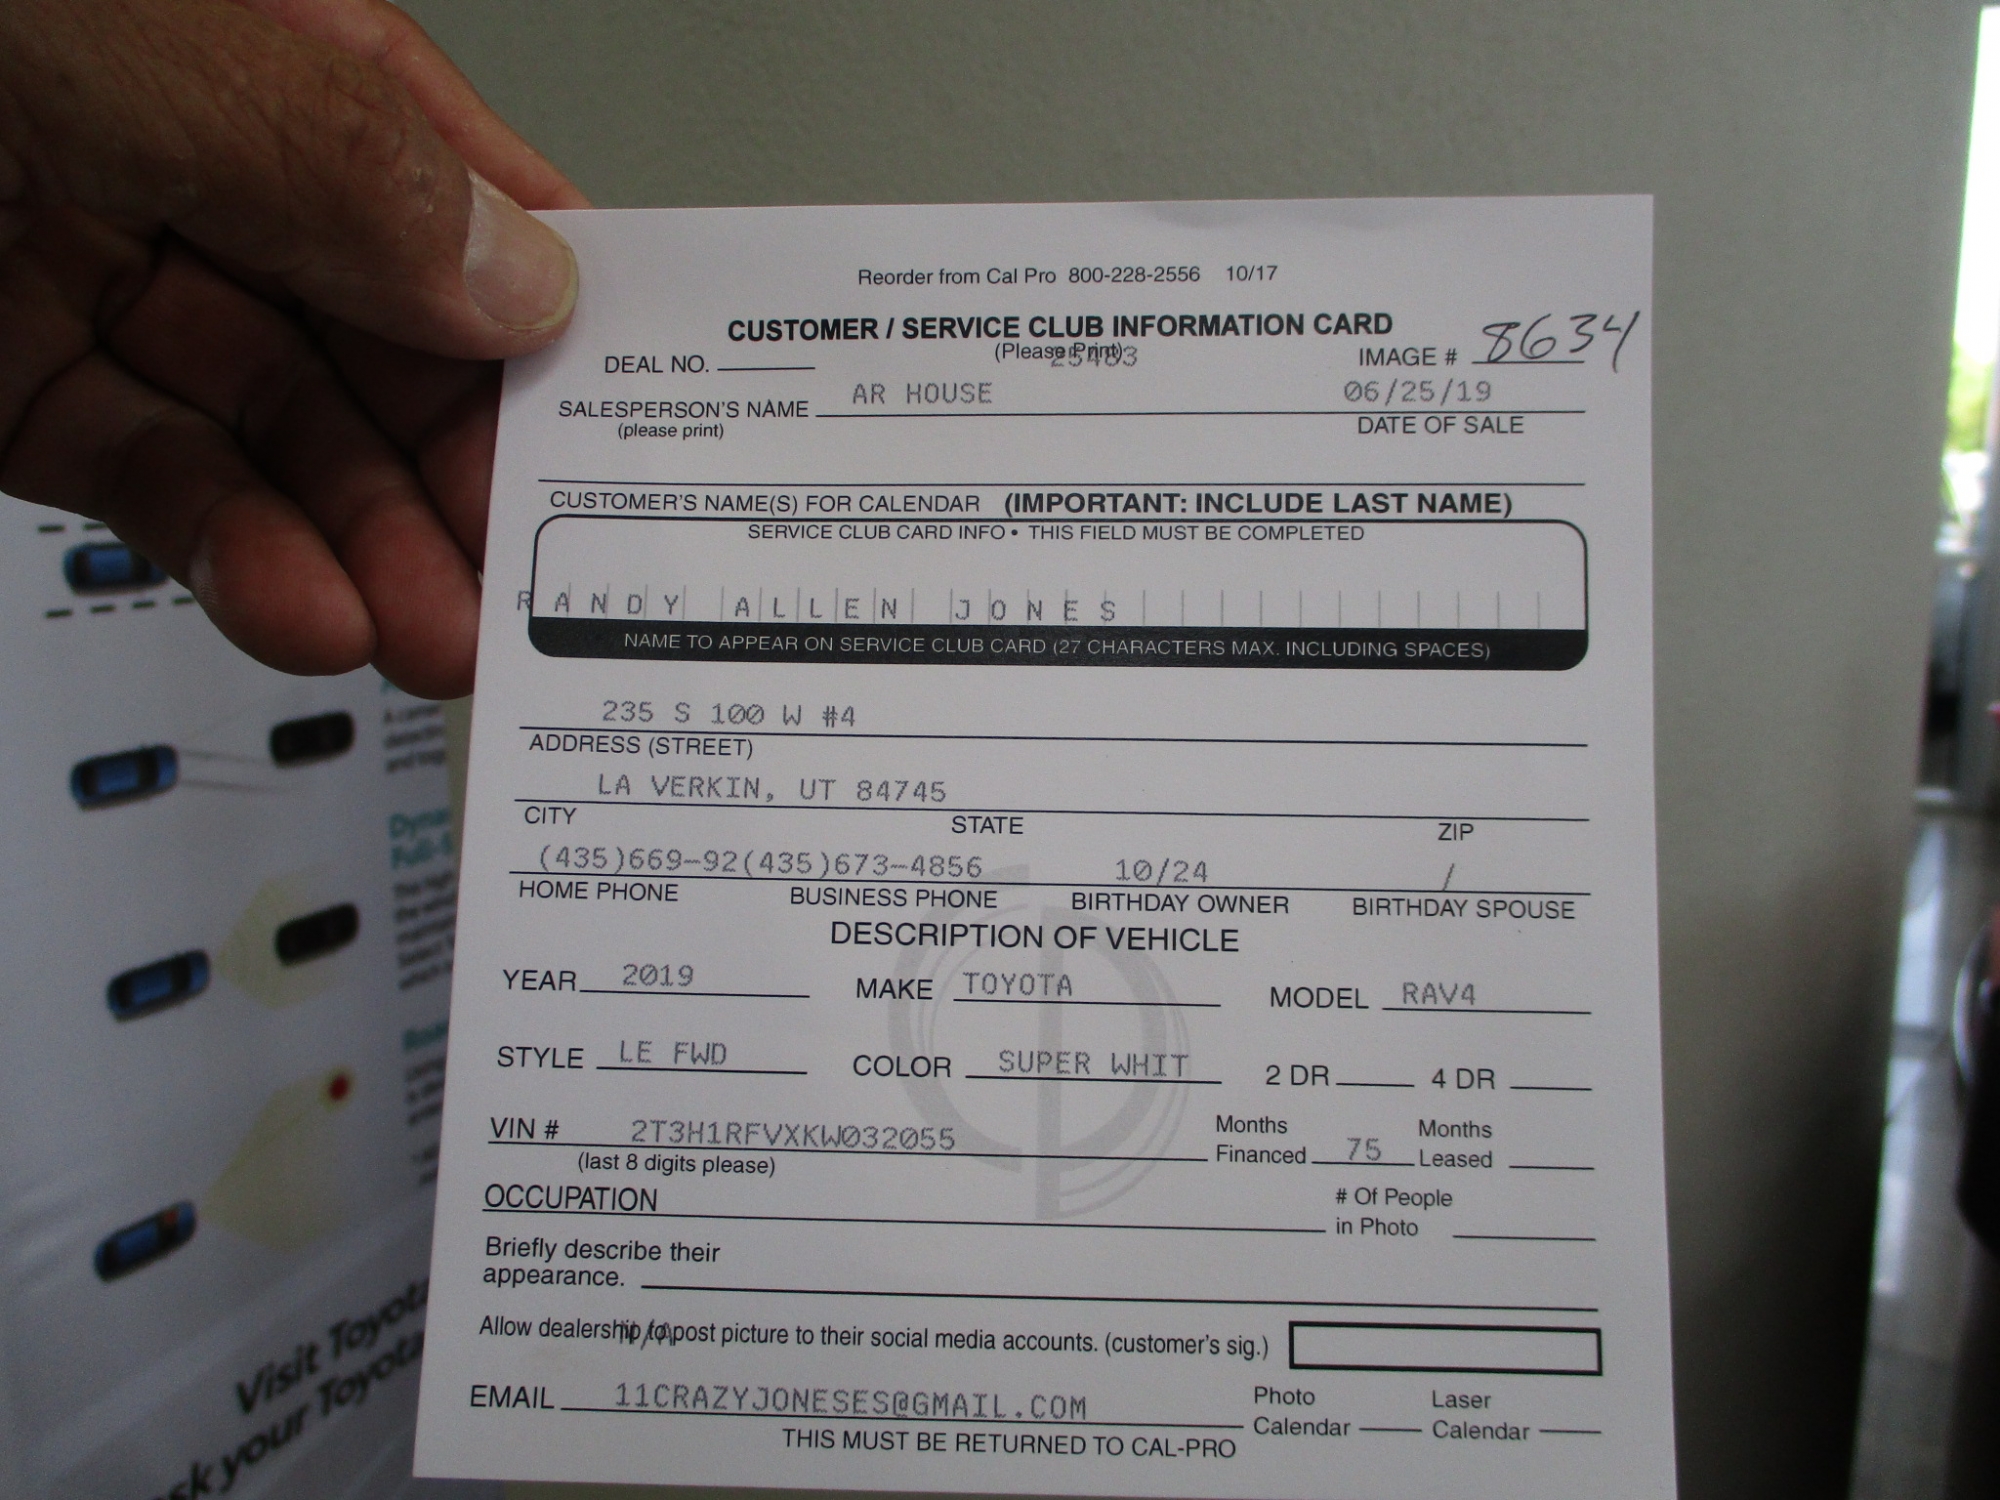 Reorder from Cal Pro 800-228-2556 10/17
CUSTOMER / SERVICE CLUB INFORMATION CARD
(Please Print) 25483
DEAL NO. IMAGE # 8634
SALESPERSON'S NAME AR HOUSE 06/25/19
(please print) DATE OF SALE
CUSTOMER'S NAME(S) FOR CALENDAR (IMPORTANT: INCLUDE LAST NAME)
SERVICE CLUB CARD INFO • THIS FIELD MUST BE COMPLETED
RANDY ALLEN JONES
NAME TO APPEAR ON SERVICE CLUB CARD (27 CHARACTERS MAX. INCLUDING SPACES)
235 S 100 W #4
ADDRESS (STREET)
LA VERKIN, UT 84745
CITY STATE ZIP
(435)669-92(435)673-4856 10/24 /
HOME PHONE BUSINESS PHONE BIRTHDAY OWNER BIRTHDAY SPOUSE
DESCRIPTION OF VEHICLE
YEAR 2019 MAKE TOYOTA MODEL RAV4
STYLE LE FWD COLOR SUPER WHIT 2 DR 4 DR
VIN # 2T3H1RFVXKW032055 Months Financed 75 Months Leased
(last 8 digits please)
OCCUPATION # Of People in Photo
Briefly describe their
appearance.
Allow dealership to post picture to their social media accounts. (customer's sig.)
N/A
EMAIL 11CRAZYJONESES@GMAIL.COM Photo Calendar Laser Calendar
THIS MUST BE RETURNED TO CAL-PRO
Visit Toyot
sk your Toyota